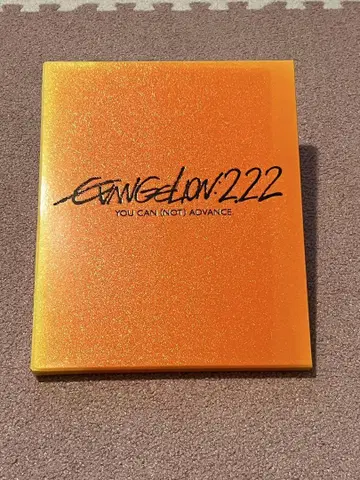 EVANGELION:2.22
YOU CAN (NOT) ADVANCE.